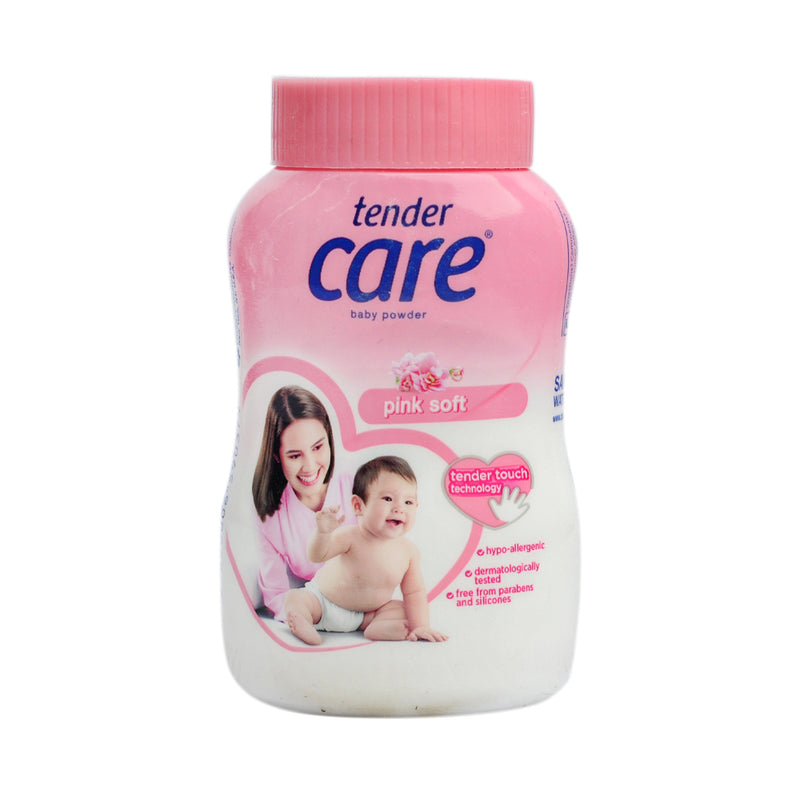 tender
care®
baby powder
pink soft
tender touch
technology
hypo-allergenic
dermatologically
tested
free from parabens
and silicones